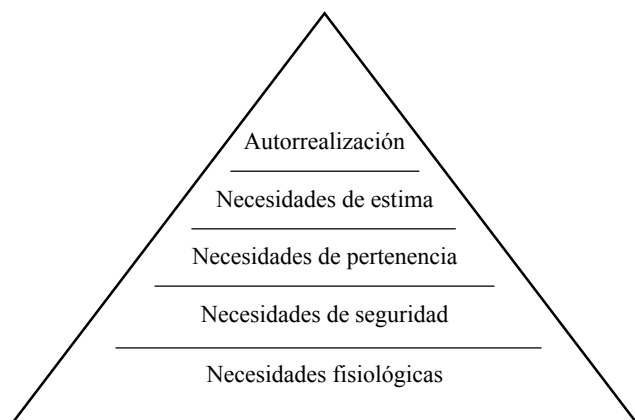 Autorrealización
Necesidades de estima
Necesidades de pertenencia
Necesidades de seguridad
Necesidades fisiológicas